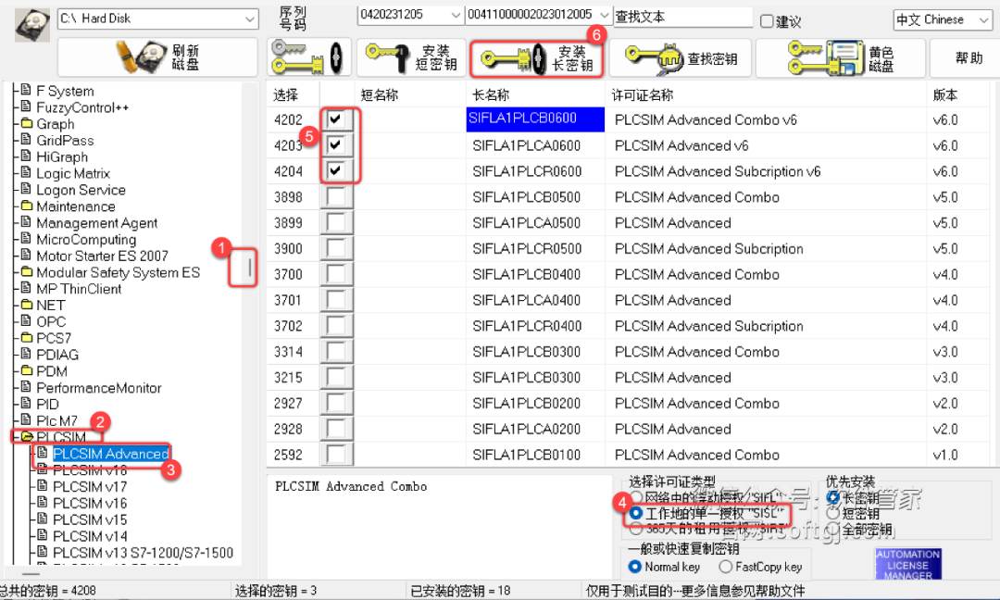 C:\ Hard Disk
序列
号码
0420231205
00411000002023012005
查找文本
建议
中文 Chinese
刷新
磁盘
安装
短密钥
6
安装
长密钥
查找密钥
黄色
磁盘
帮助
F System
FuzzyControl++
Graph
GridPass
HiGraph
Logic Matrix
Logon Service
Maintenance
Management Agent
MicroComputing
Motor Starter ES 2007
Modular Safety System ES
MP ThinClient
NET
OPC
PCS7
PDIAG
PDM
PerformanceMonitor
PID
Plc M7
PLCSIM
PLCSIM Advanced
PLCSIM v18
PLCSIM v17
PLCSIM v16
PLCSIM v15
PLCSIM v14
PLCSIM v13 S7-1200/S7-1500
1
2
3
选择 短名称 长名称 许可证名称 版本
5
4202 SIFLA1PLCB0600 PLCSIM Advanced Combo v6 v6.0
4203 SIFLA1PLCA0600 PLCSIM Advanced v6 v6.0
4204 SIFLA1PLCR0600 PLCSIM Advanced Subcription v6 v6.0
3898 SIFLA1PLCB0500 PLCSIM Advanced Combo v5.0
3899 SIFLA1PLCA0500 PLCSIM Advanced v5.0
3900 SIFLA1PLCR0500 PLCSIM Advanced Subcription v5.0
3700 SIFLA1PLCB0400 PLCSIM Advanced Combo v4.0
3701 SIFLA1PLCA0400 PLCSIM Advanced v4.0
3702 SIFLA1PLCR0400 PLCSIM Advanced Subcription v4.0
3314 SIFLA1PLCB0300 PLCSIM Advanced Combo v3.0
3215 SIFLA1PLCB0300 PLCSIM Advanced v3.0
2927 SIFLA1PLCB0200 PLCSIM Advanced Combo v2.0
2928 SIFLA1PLCA0200 PLCSIM Advanced v2.0
2592 SIFLA1PLCB0100 PLCSIM Advanced Combo v1.0
PLCSIM Advanced Combo
选择许可证类型
网络中的浮动授权 "SIFL"
4
工作地的单一授权 "SISL"
365天的租用授权
优先安装
长密钥
短密钥
全部密钥
微信公众号:软件管家
官网:softgj.com
一般或快速复制密钥
Normal key FastCopy key
AUTOMATION
LICENSE
MANAGER
总共的密钥 = 4208 选择的密钥 = 3 已安装的密钥 = 18 仅用于测试目的--更多信息参见帮助文件